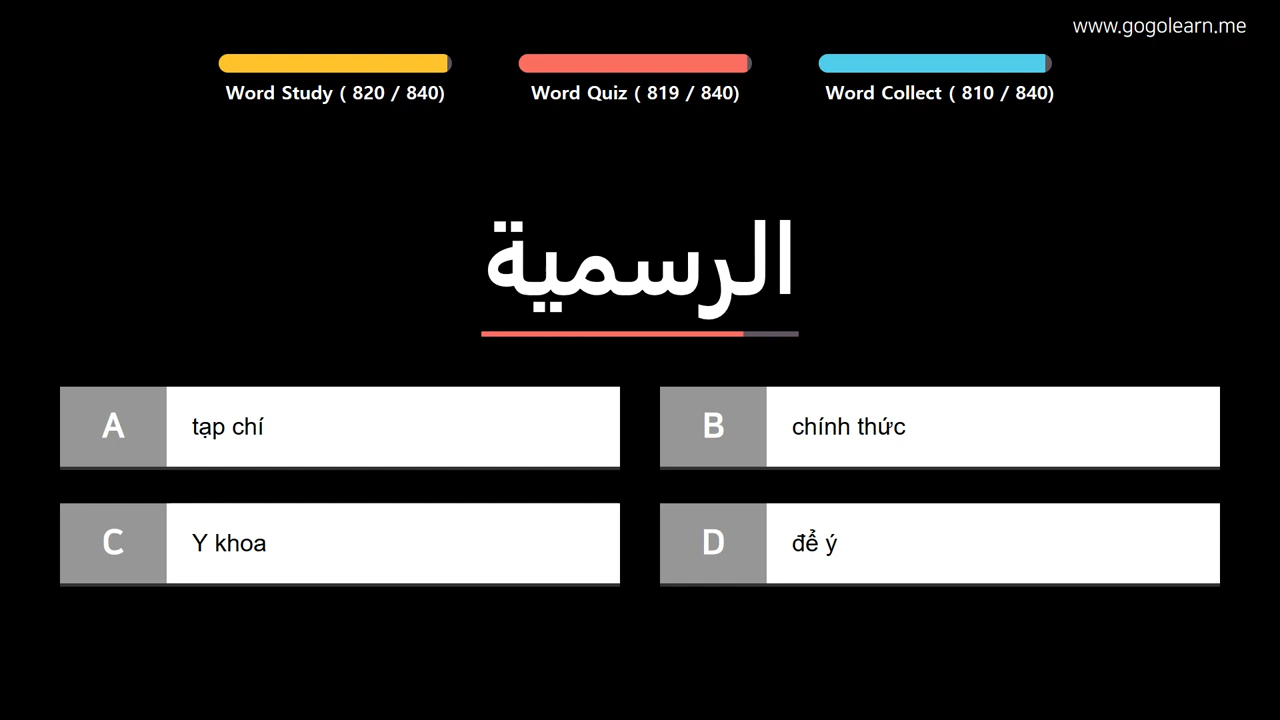 www.gogolearn.me
Word Study ( 820 / 840)
Word Quiz ( 819 / 840)
Word Collect ( 810 / 840)
الرسمية
A tạp chí
B chính thức
C Y khoa
D để ý